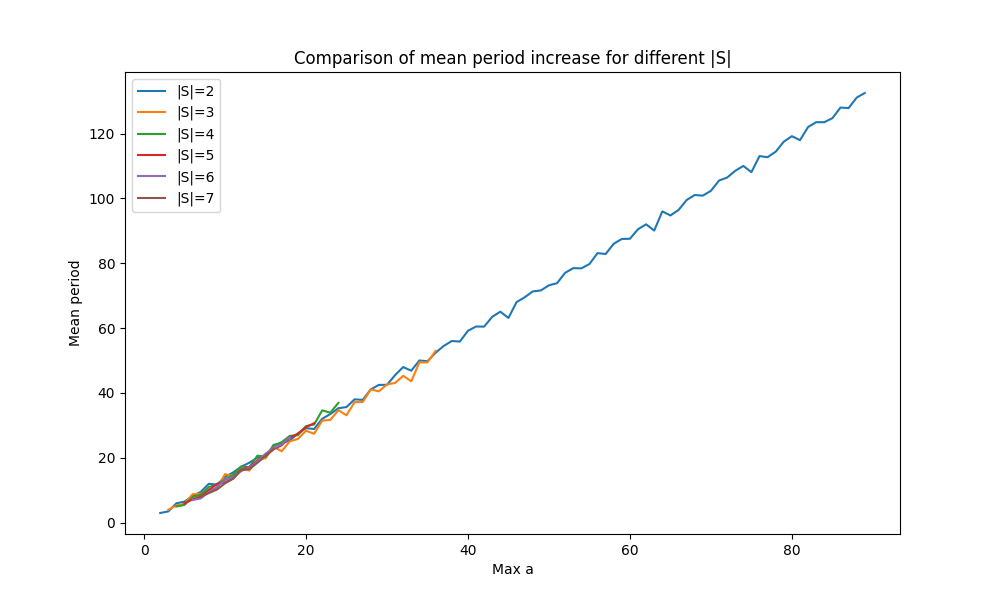 Comparison of mean period increase for different |S|
|S|=2
|S|=3
|S|=4
|S|=5
|S|=6
|S|=7
Mean period
120
100
80
60
40
20
0
0 20 40 60 80
Max a